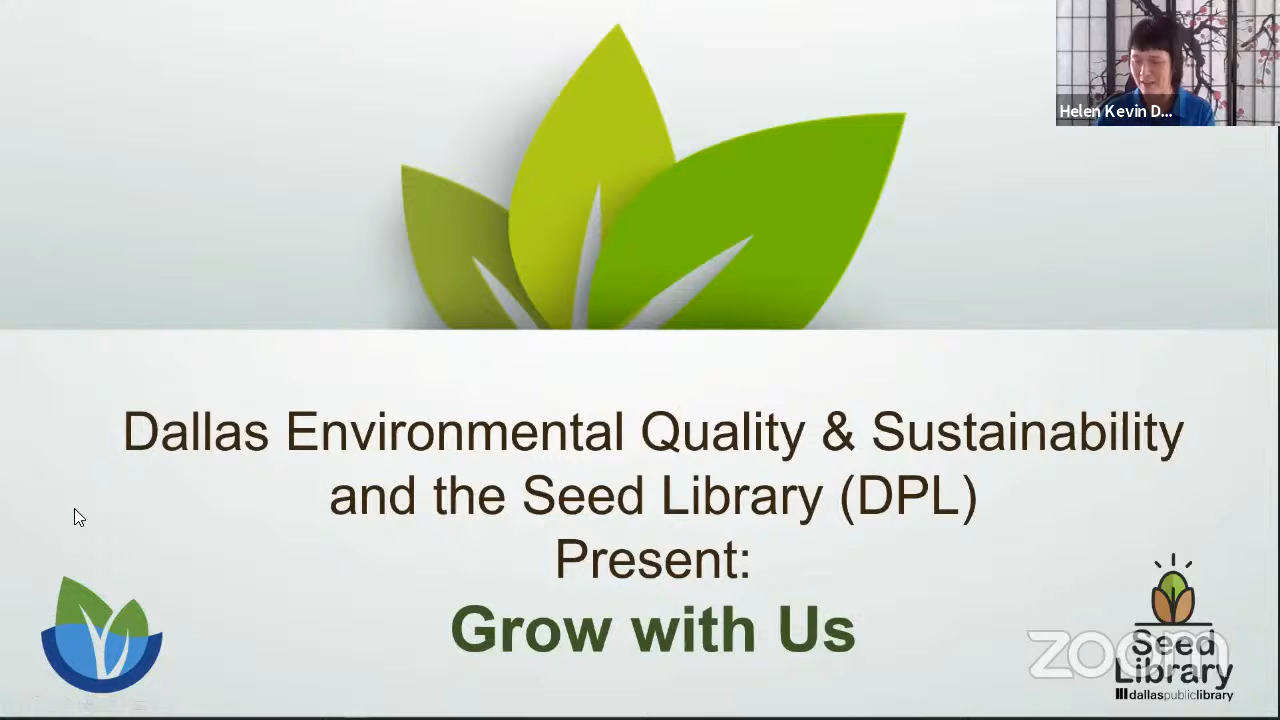 Helen Kevin D...
Dallas Environmental Quality & Sustainability
and the Seed Library (DPL)
Present:
Grow with Us
zoom
Seed
Library
dallaspubliclibrary